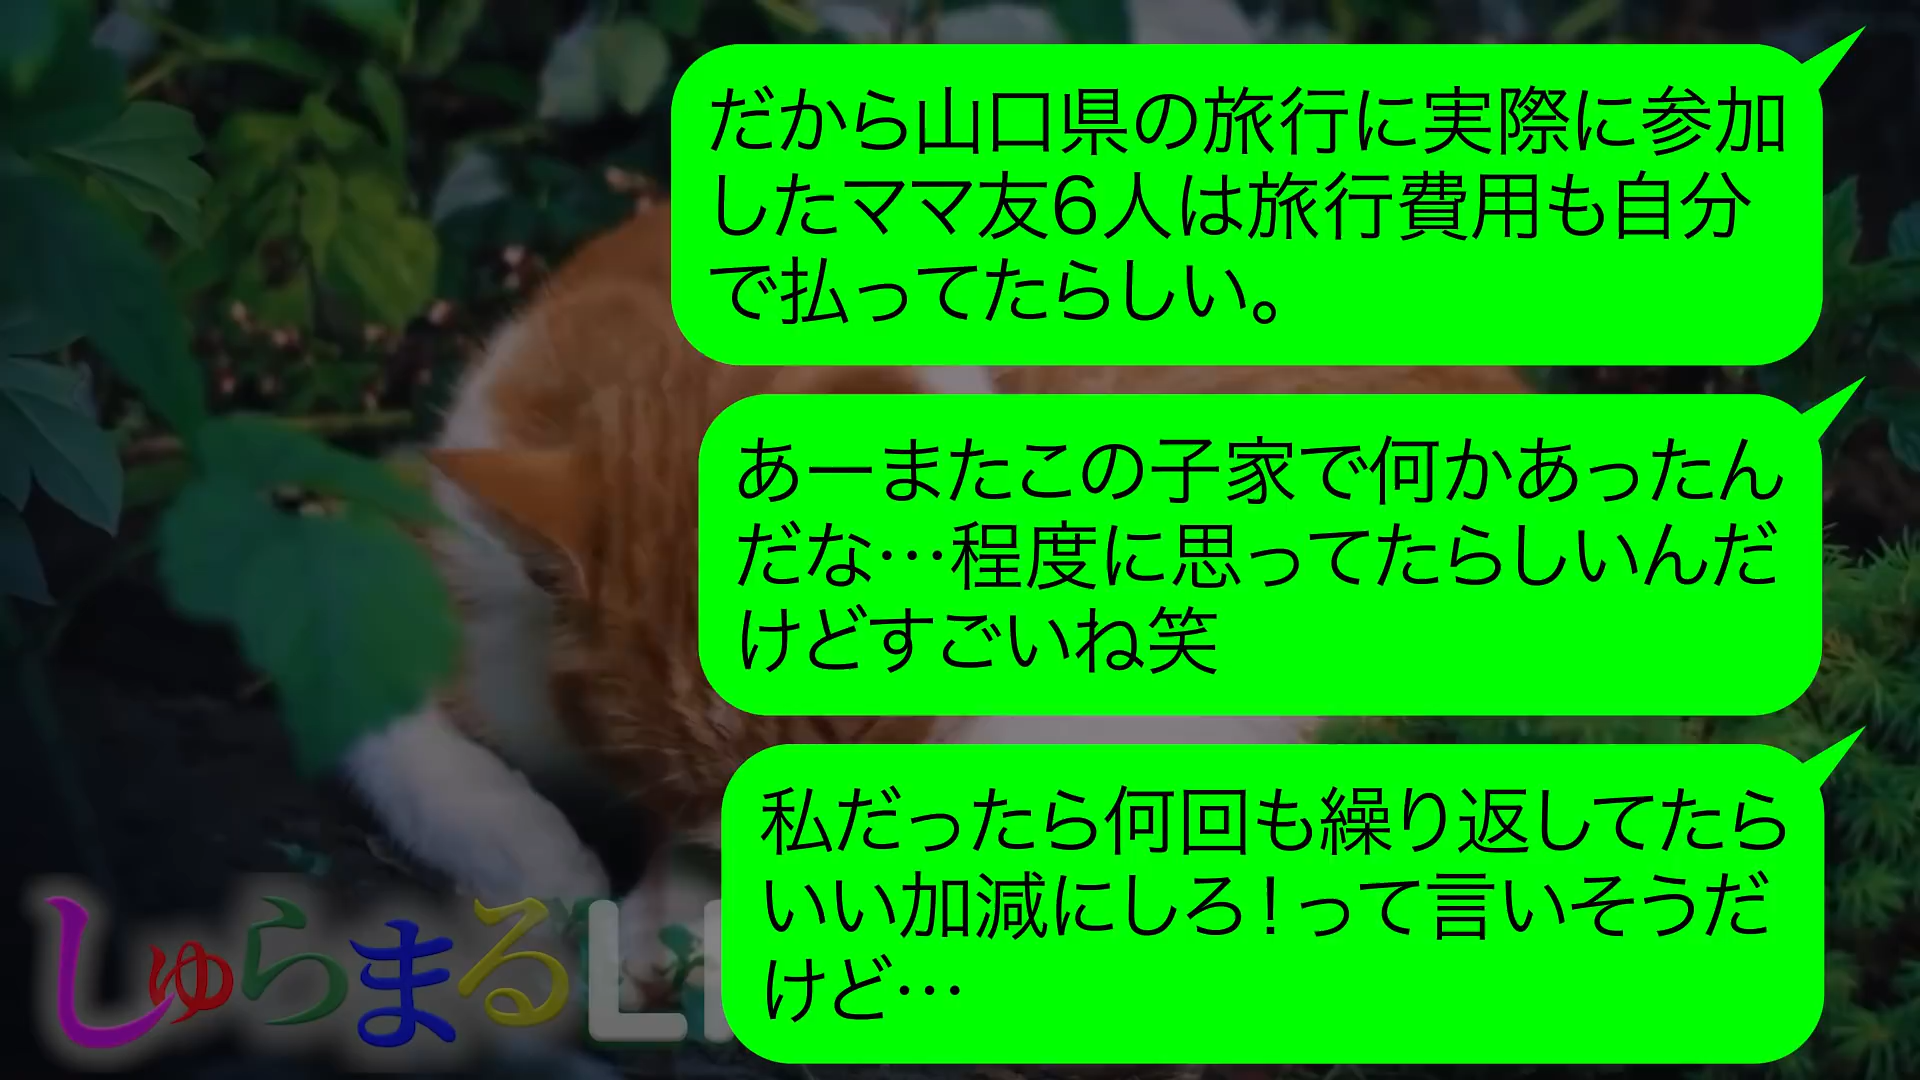 だから山口県の旅行に実際に参加
したママ友6人は旅行費用も自分
で払ってたらしい。
あーまたこの子家で何かあったん
だな…程度に思ってたらしいんだ
けどすごいね笑
私だったら何回も繰り返してたら
いい加減にしろ！って言いそうだ
けど…
しゅらまるL